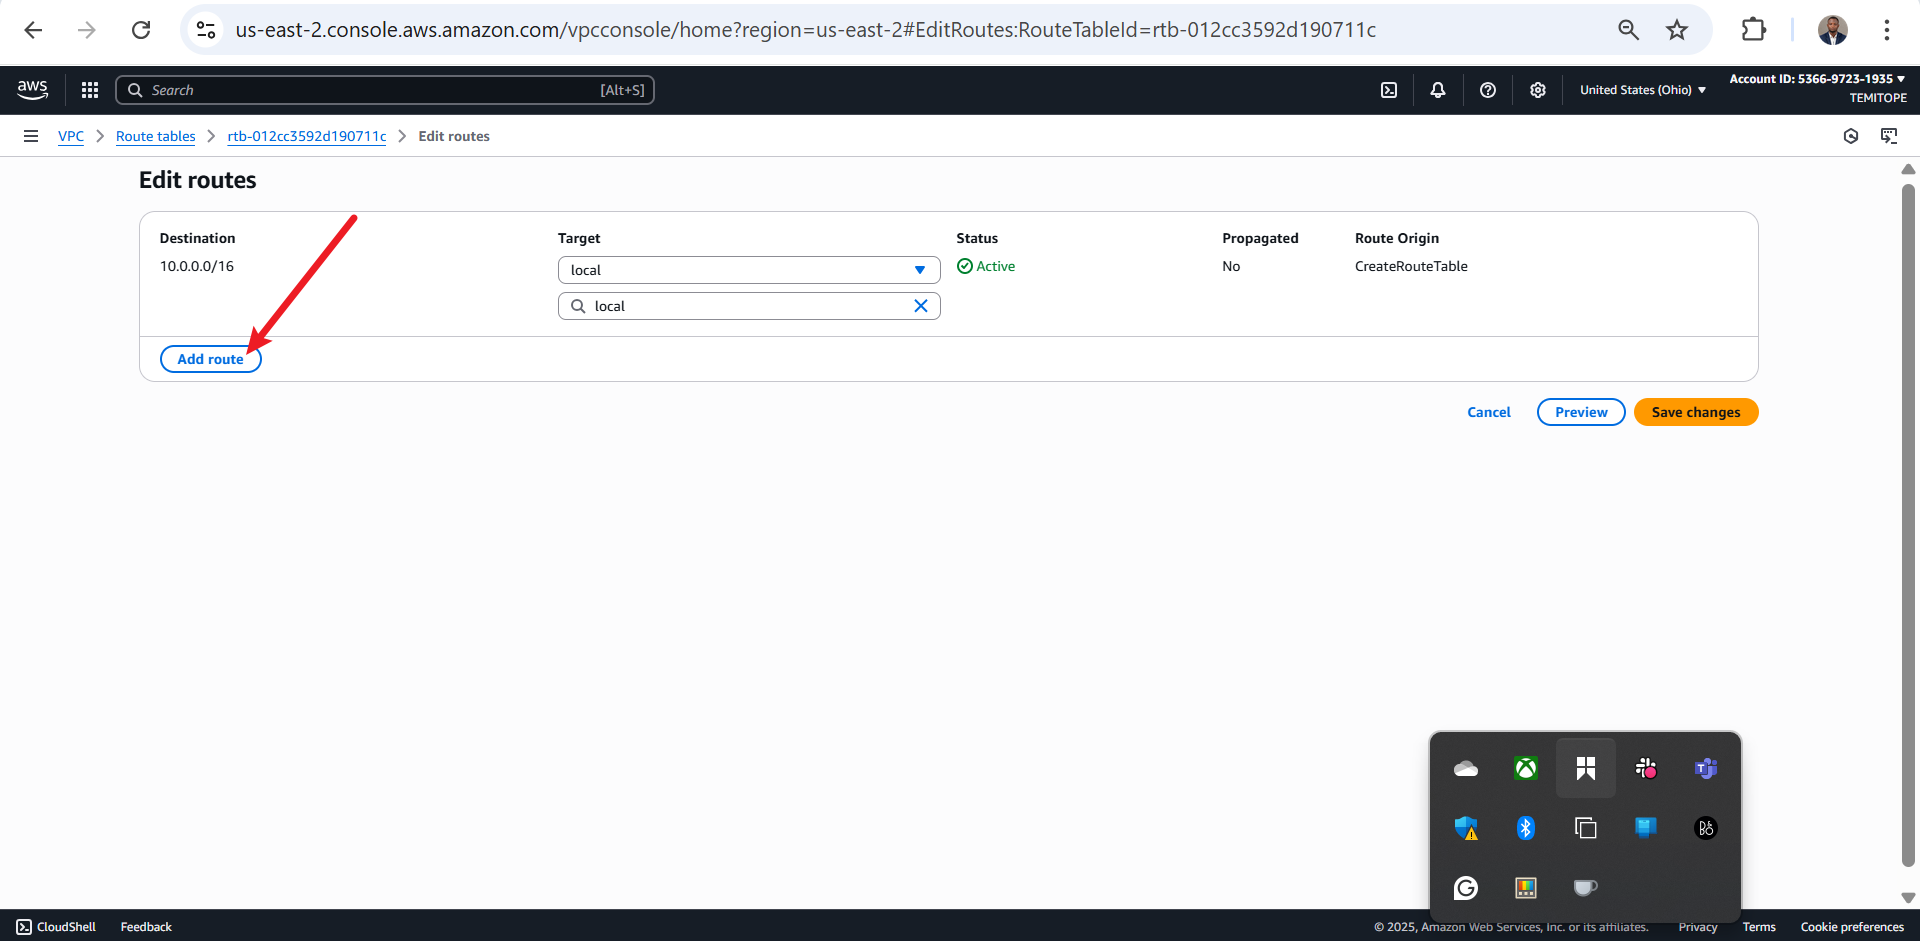 us-east-2.console.aws.amazon.com/vpcconsole/home?region=us-east-2#EditRoutes:RouteTableId=rtb-012cc3592d190711c
aws
Search [Alt+S]
United States (Ohio)
Account ID: 5366-9723-1935
TEMITOPE
VPC
Route tables
rtb-012cc3592d190711c
Edit routes
Edit routes
Destination Target Status Propagated Route Origin
10.0.0.0/16 local Active No CreateRouteTable
local
Add route
Cancel Preview Save changes
CloudShell Feedback
© 2025, Amazon Web Services, Inc. or its affiliates. Privacy Terms Cookie preferences